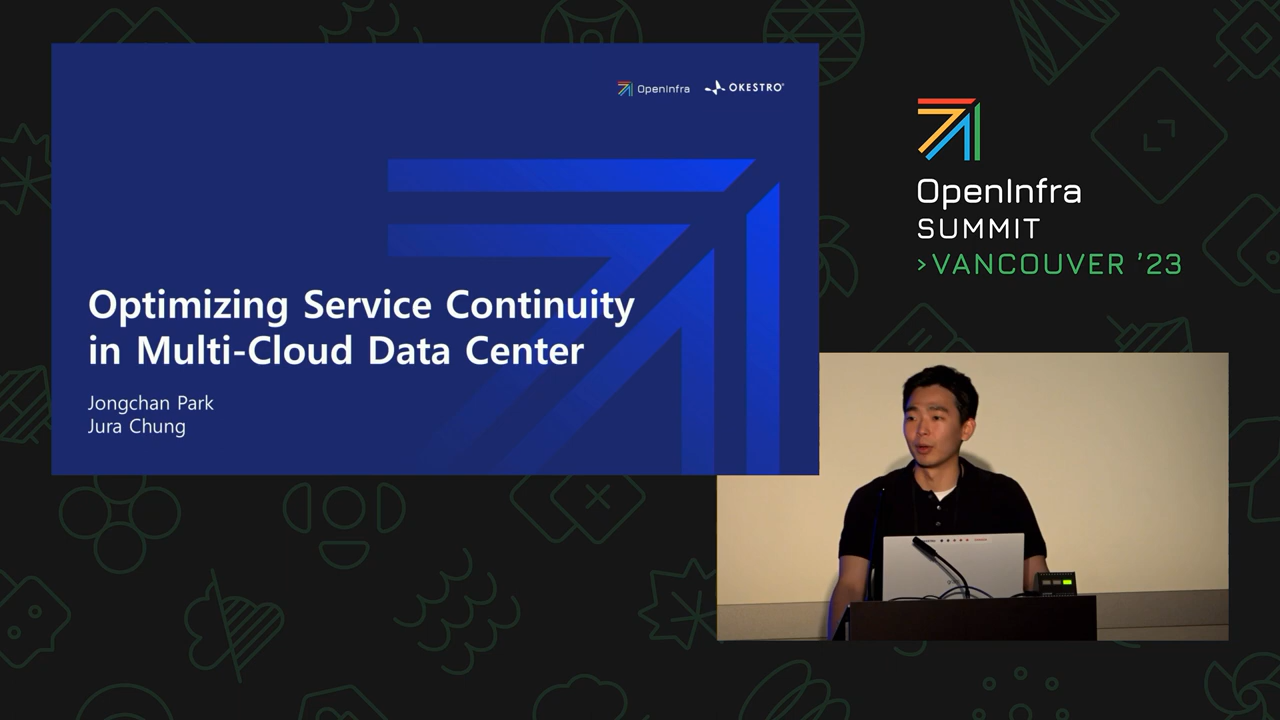 OpenInfra OKESTRO
Optimizing Service Continuity
in Multi-Cloud Data Center
Jongchan Park
Jura Chung
OpenInfra
SUMMIT
>VANCOUVER '23